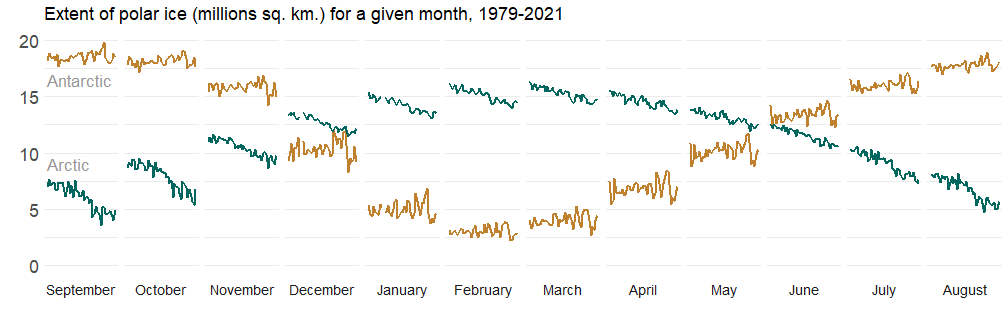 Extent of polar ice (millions sq. km.) for a given month, 1979-2021
20
Antarctic
15
10
Arctic
5
0
September October November December January February March April May June July August